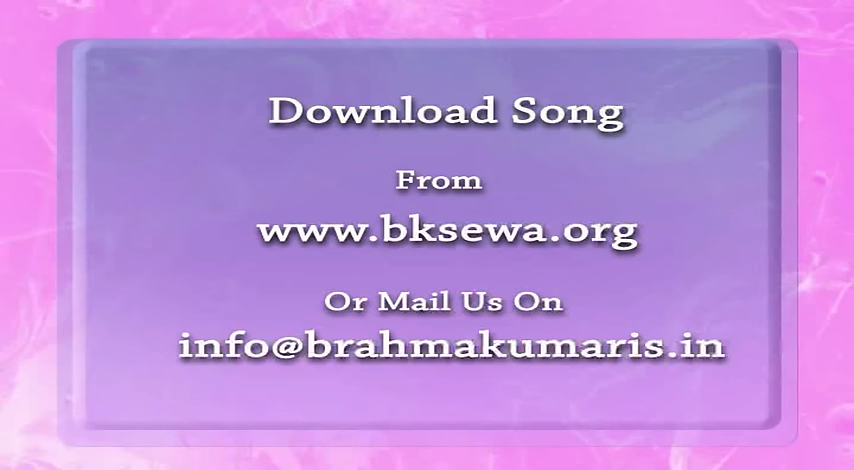 Download Song
From
www.bksewa.org
Or Mail Us On
info@brahmakumaris.in